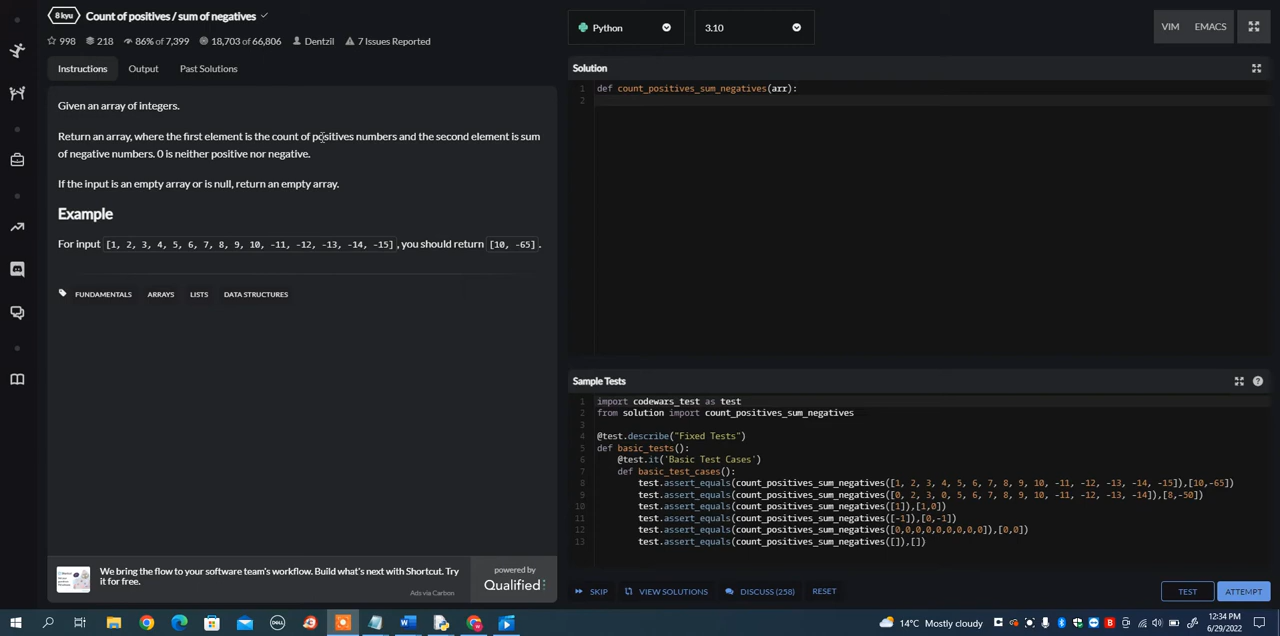 8 kyu Count of positives / sum of negatives
998 218 86% of 7,399 18,703 of 66,806 Dentzil 7 Issues Reported
Instructions Output Past Solutions
Given an array of integers.
Return an array, where the first element is the count of positives numbers and the second element is sum
of negative numbers. 0 is neither positive nor negative.
If the input is an empty array or is null, return an empty array.
Example
For input [1, 2, 3, 4, 5, 6, 7, 8, 9, 10, -11, -12, -13, -14, -15], you should return [10, -65].
FUNDAMENTALS ARRAYS LISTS DATA STRUCTURES
We bring the flow to your software team's workflow. Build what's next with Shortcut. Try
it for free.
Ads via Carbon
powered by
Qualified
Python 3.10 VIM EMACS
Solution
1 def count_positives_sum_negatives(arr):
2
Sample Tests
1 import codewars_test as test
2 from solution import count_positives_sum_negatives
3
4 @test.describe("Fixed Tests")
5 def basic_tests():
6 @test.it('Basic Test Cases')
7 def basic_test_cases():
8 test.assert_equals(count_positives_sum_negatives([1, 2, 3, 4, 5, 6, 7, 8, 9, 10, -11, -12, -13, -14, -15]),[10,-65])
9 test.assert_equals(count_positives_sum_negatives([0, 2, 3, 0, 5, 6, 7, 8, 9, 10, -11, -12, -13, -14]),[8,-50])
10 test.assert_equals(count_positives_sum_negatives([1]),[1,0])
11 test.assert_equals(count_positives_sum_negatives([-1]),[0,-1])
12 test.assert_equals(count_positives_sum_negatives([0,0,0,0,0,0,0,0,0]),[0,0])
13 test.assert_equals(count_positives_sum_negatives([]),[])
SKIP VIEW SOLUTIONS DISCUSS (258) RESET TEST ATTEMPT
DELL
14°C Mostly cloudy
12:34 PM
6/29/2022